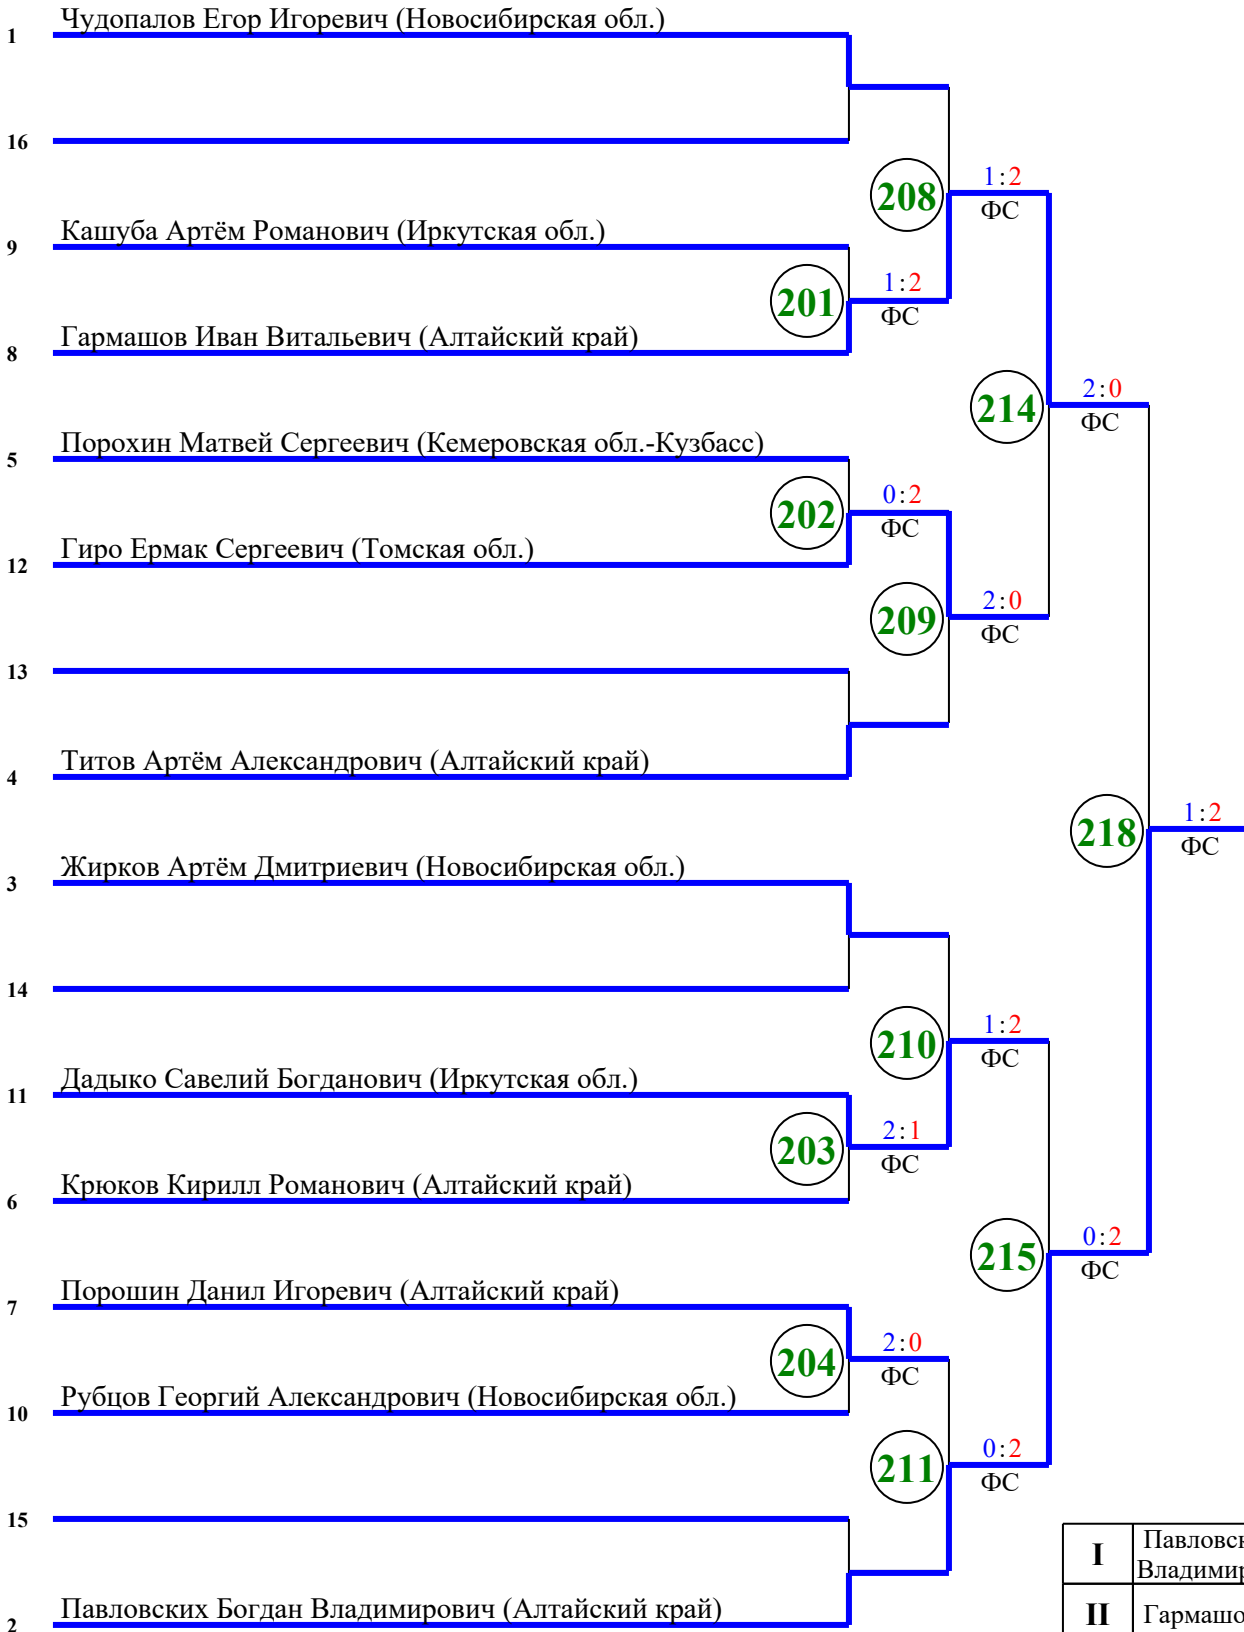 Чудопалов Егор Игоревич (Новосибирская обл.)
1
16
208
1:2
ФС
Кашуба Артём Романович (Иркутская обл.)
9
201
1:2
ФС
Гармашов Иван Витальевич (Алтайский край)
8
214
2:0
ФС
Порохин Матвей Сергеевич (Кемеровская обл.-Кузбасс)
5
202
0:2
ФС
Гиро Ермак Сергеевич (Томская обл.)
12
209
2:0
ФС
13
Титов Артём Александрович (Алтайский край)
4
218
1:2
ФС
Жирков Артём Дмитриевич (Новосибирская обл.)
3
14
210
1:2
ФС
Дадыко Савелий Богданович (Иркутская обл.)
11
203
2:1
ФС
Крюков Кирилл Романович (Алтайский край)
6
215
0:2
ФС
Порошин Данил Игоревич (Алтайский край)
7
204
2:0
ФС
Рубцов Георгий Александрович (Новосибирская обл.)
10
211
0:2
ФС
15
I
Павловск
Владимир
Павловских Богдан Владимирович (Алтайский край)
2
II
Гармашо